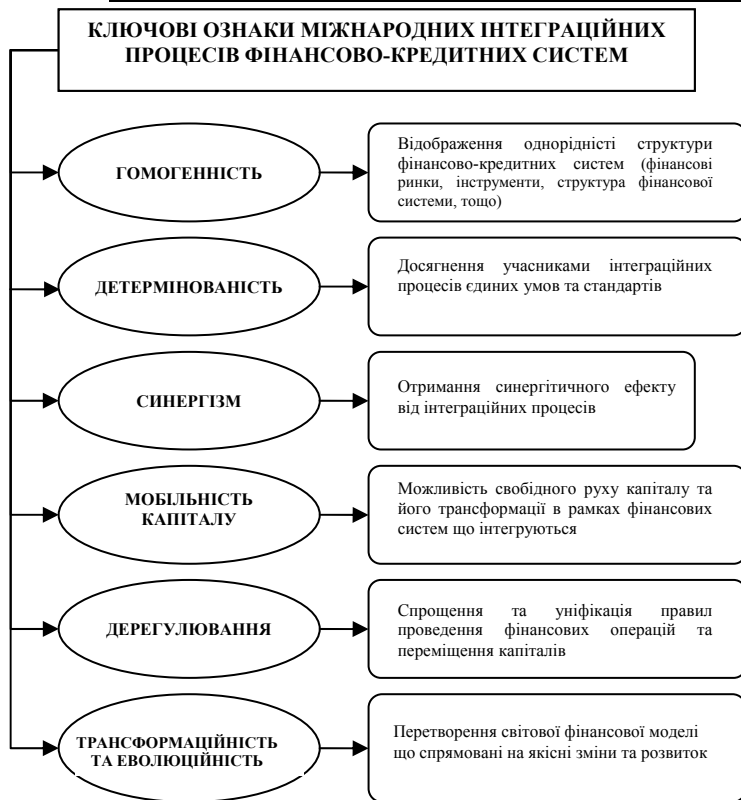 КЛЮЧОВІ ОЗНАКИ МІЖНАРОДНИХ ІНТЕГРАЦІЙНИХ
ПРОЦЕСІВ ФІНАНСОВО-КРЕДИТНИХ СИСТЕМ
ГОМОГЕННІСТЬ
Відображення однорідністі структури
фінансово-кредитних систем (фінансові
ринки, інструменти, структура фінансової
системи, тощо)
ДЕТЕРМІНОВАНІСТЬ
Досягнення учасниками інтеграційних
процесів єдиних умов та стандартів
СИНЕРГІЗМ
Отримання синергітичного ефекту
від інтеграційних процесів
МОБІЛЬНІСТЬ
КАПІТАЛУ
Можливість свобідного руху капіталу та
його трансформації в рамках фінансових
систем що інтегруються
ДЕРЕГУЛЮВАННЯ
Спрощення та уніфікація правил
проведення фінансових операцій та
переміщення капіталів
ТРАНСФОРМАЦІЙНІСТЬ
ТА ЕВОЛЮЦІЙНІСТЬ
Перетворення світової фінансової моделі
що спрямовані на якісні зміни та розвиток